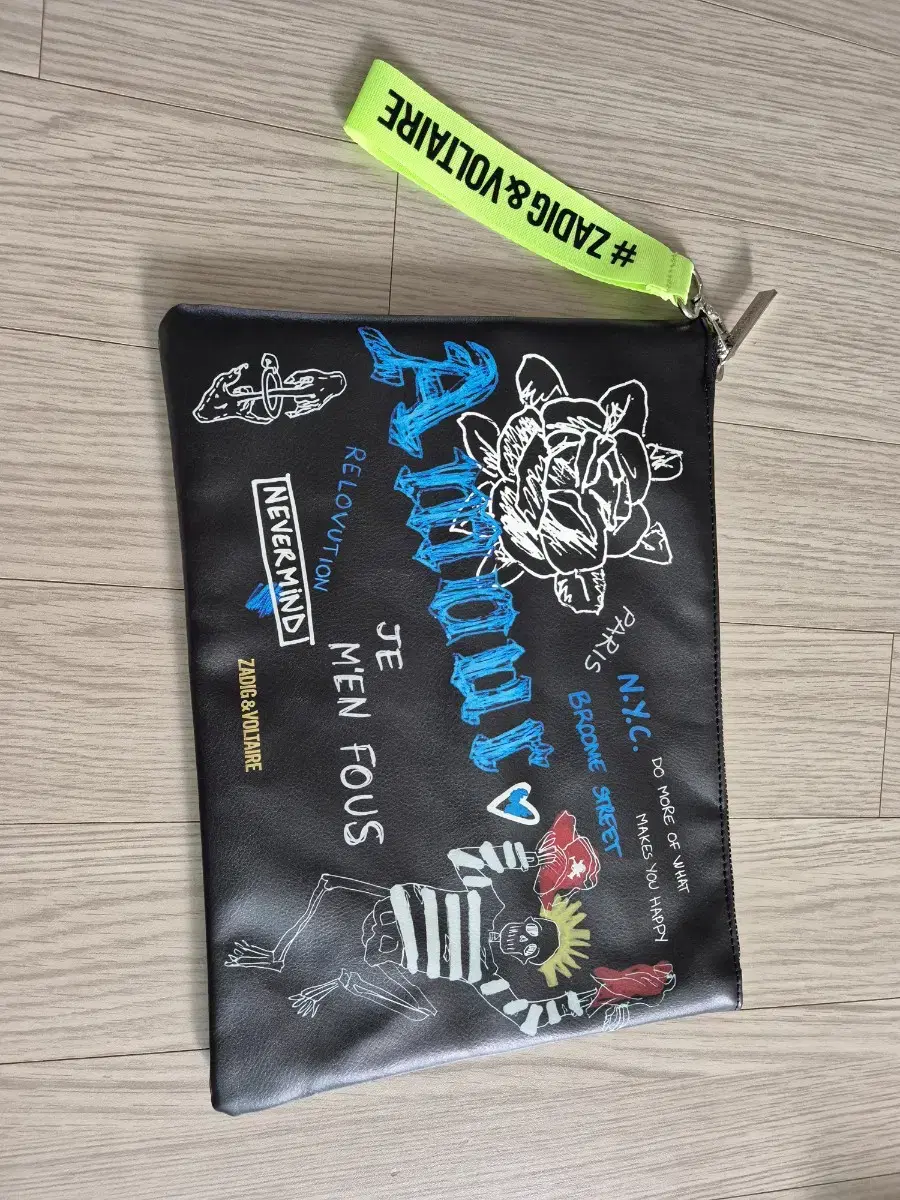 #ZADIG&VOLTAIRE
DO MORE OF WHAT
MAKES YOU HAPPY
PARIS
N.Y.C.
BROOME STREET
Amour
JE
M'EN FOUS
RELOVUTION
NEVERMiND
ZADIG&VOLTAIRE